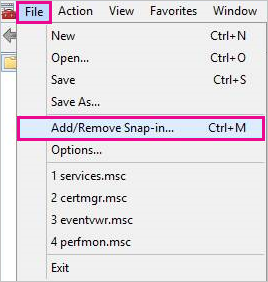 File Action View Favorites Window
New Ctrl+N
Open... Ctrl+O
Save Ctrl+S
Save As...
Add/Remove Snap-in... Ctrl+M
Options...
1 services.msc
2 certmgr.msc
3 eventvwr.msc
4 perfmon.msc
Exit